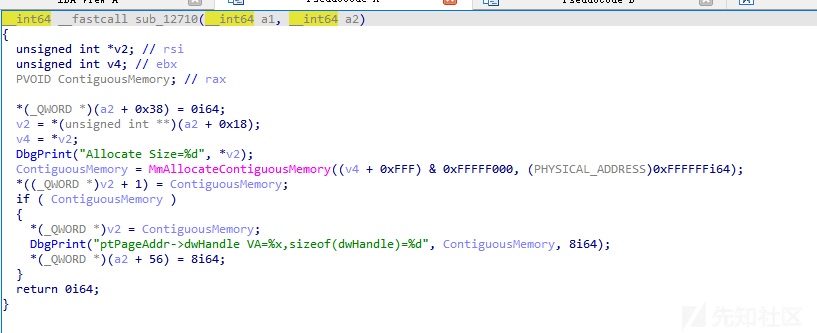 __int64 __fastcall sub_12710(__int64 a1, __int64 a2)
{
unsigned int *v2; // rsi
unsigned int v4; // ebx
PVOID ContiguousMemory; // rax
*(_QWORD *)(a2 + 0x38) = 0i64;
v2 = *(unsigned int **)(a2 + 0x18);
v4 = *v2;
DbgPrint("Allocate Size=%d", *v2);
ContiguousMemory = MmAllocateContiguousMemory((v4 + 0xFFF) & 0xFFFFF000, (PHYSICAL_ADDRESS)0xFFFFFFi64);
*((_QWORD *)v2 + 1) = ContiguousMemory;
if ( ContiguousMemory )
{
*(_QWORD *)v2 = ContiguousMemory;
DbgPrint("ptPageAddr->dwHandle VA=%x,sizeof(dwHandle)=%d", ContiguousMemory, 8i64);
*(_QWORD *)(a2 + 56) = 8i64;
}
return 0i64;
}
先知社区